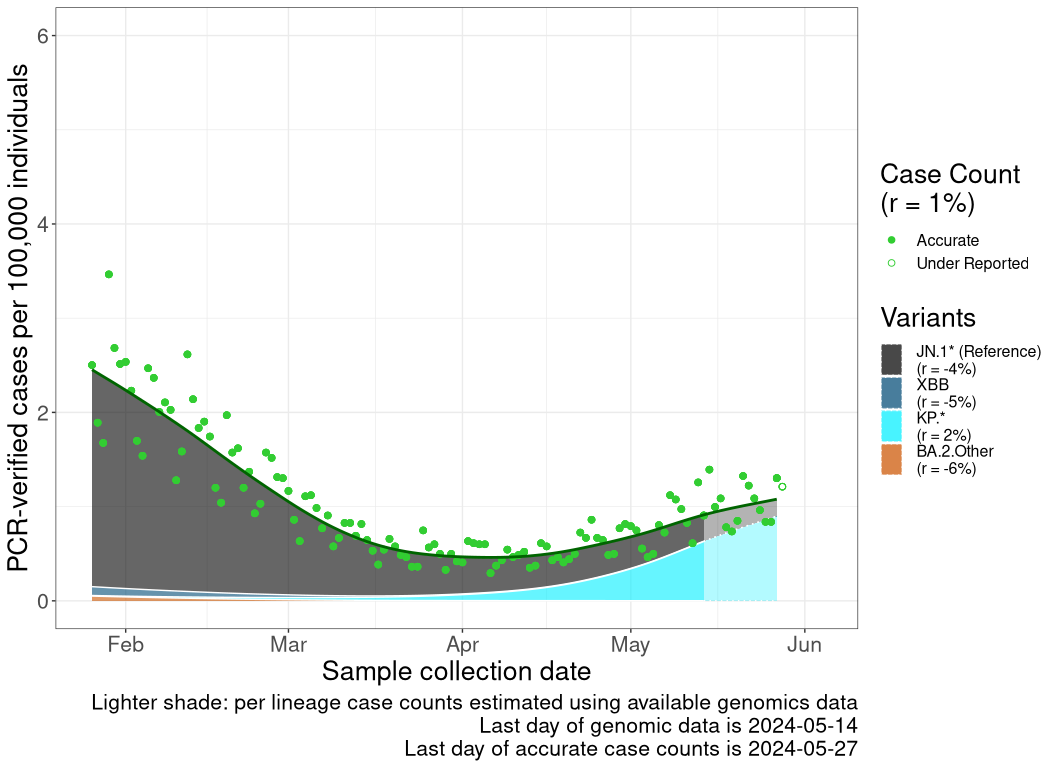 PCR-verified cases per 100,000 individuals
6
4
2
0
Feb
Mar
Apr
May
Jun
Sample collection date
Case Count
(r = 1%)
Accurate
Under Reported
Variants
JN.1* (Reference)
(r = -4%)
XBB
(r = -5%)
KP.*
(r = 2%)
BA.2.Other
(r = -6%)
Lighter shade: per lineage case counts estimated using available genomics data
Last day of genomic data is 2024-05-14
Last day of accurate case counts is 2024-05-27